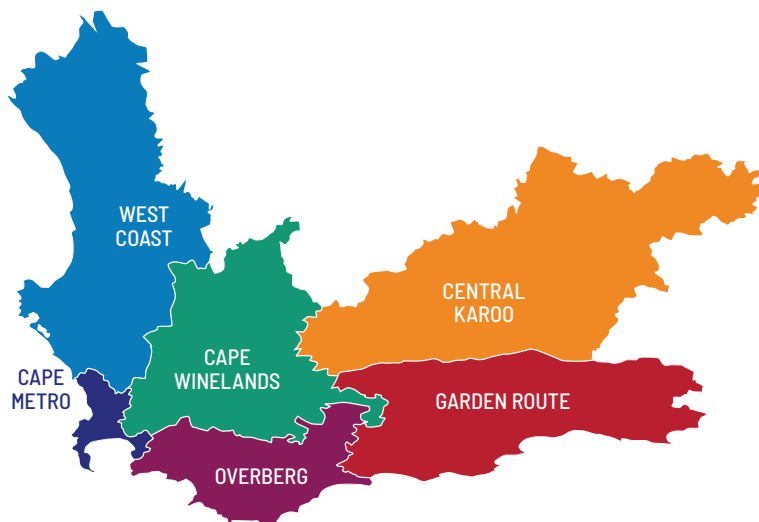 WEST
COAST
CENTRAL
KAROO
CAPE
WINELANDS
CAPE
METRO
GARDEN ROUTE
OVERBERG